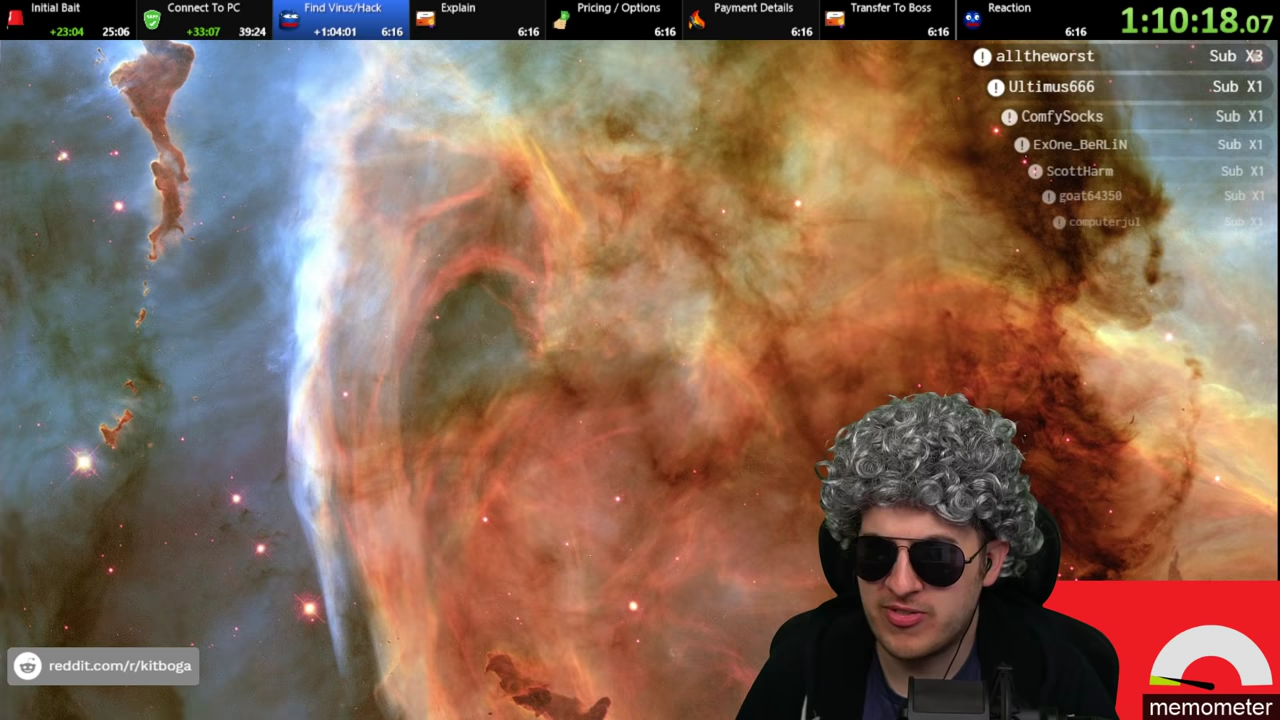 Initial Bait
+23:04 25:06
Connect To PC
+33:07 39:24
Find Virus/Hack
+1:04:01 6:16
Explain
6:16
Pricing / Options
6:16
Payment Details
6:16
Transfer To Boss
6:16
Reaction
6:16
1:10:18.07
alltheworst Sub X3
Ultimus666 Sub X1
ComfySocks Sub X1
ExOne_BeRLiN Sub X1
ScottHarm Sub X1
goat64350 Sub X1
computerjul Sub X1
reddit.com/r/kitboga
memometer